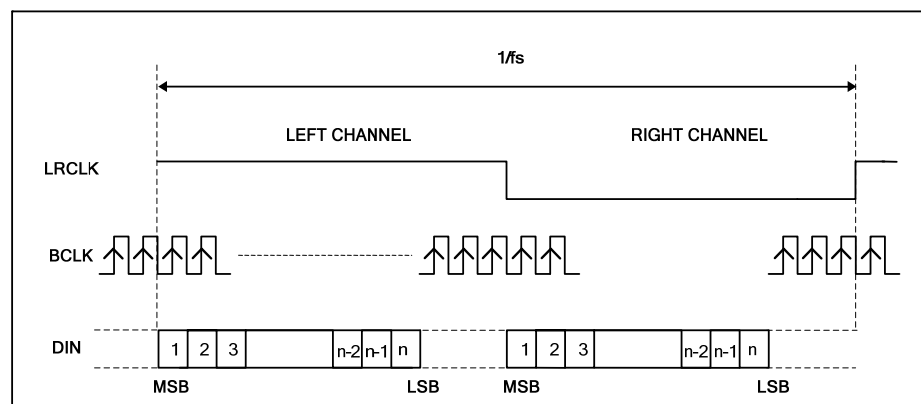 1/fs
LEFT CHANNEL RIGHT CHANNEL
LRCLK
BCLK
DIN 1 2 3 n-2 n-1 n 1 2 3 n-2 n-1 n
MSB LSB MSB LSB